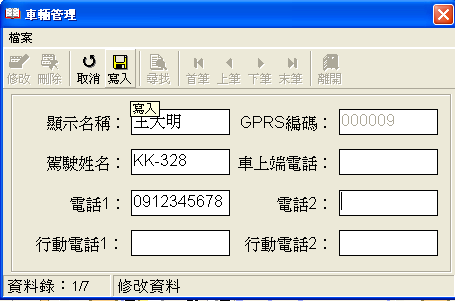 車輛管理
檔案
修改 刪除 取消 寫入 尋找 首筆 上筆 下筆 末筆 離開
寫入
顯示名稱： 王大明 GPRS編碼： 000009
駕駛姓名： KK-328 車上端電話：
電話1： 0912345678 電話2：
行動電話1： 行動電話2：
資料錄：1/7 修改資料